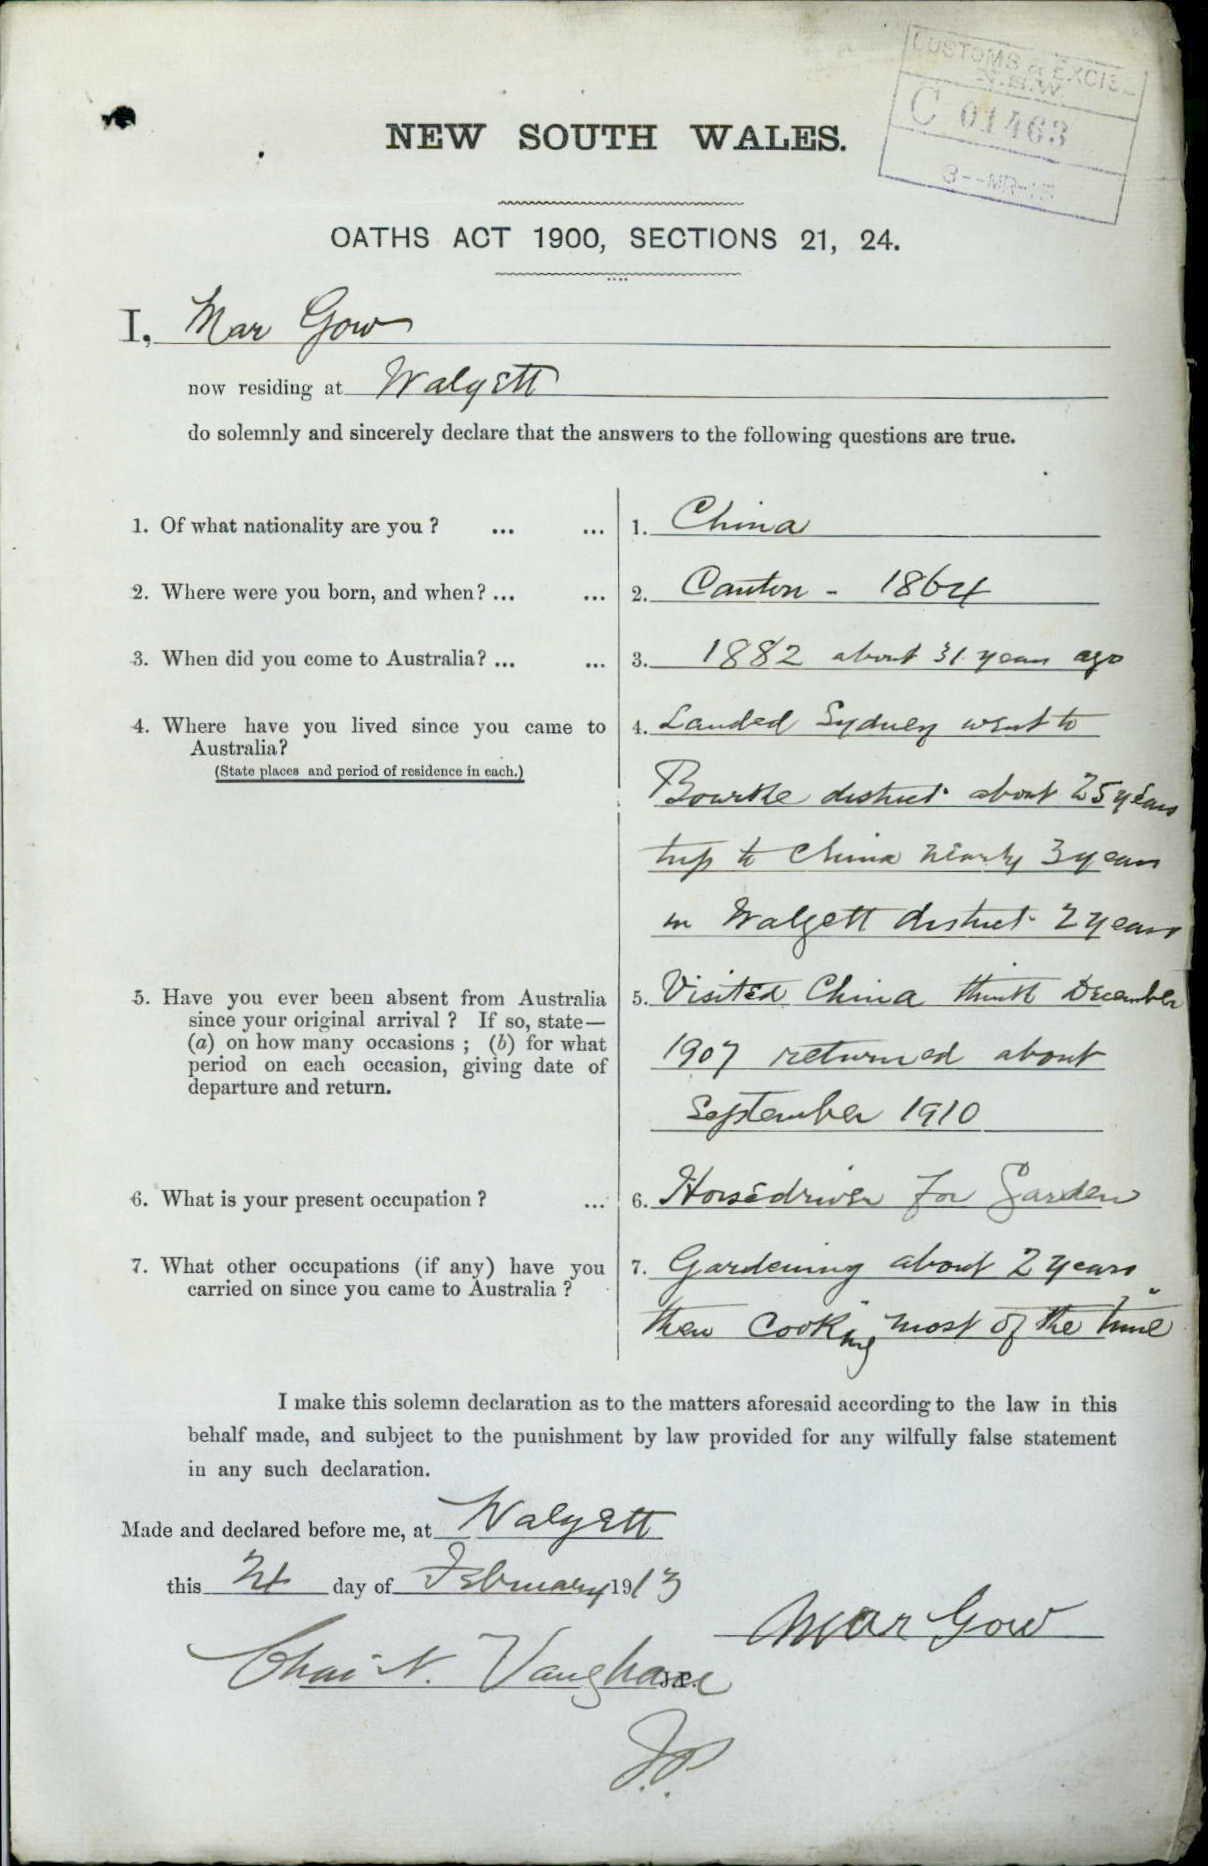 CUSTOMS & EXCISE
N.S.W.
C 01463
3--MR-13
NEW SOUTH WALES.
OATHS ACT 1900, SECTIONS 21, 24.
I, Mar Gow
now residing at Walgett
do solemnly and sincerely declare that the answers to the following questions are true.
1. Of what nationality are you ? ... ... 1. China
2. Where were you born, and when? ... ... 2. Canton - 1864
3. When did you come to Australia? ... ... 3. 1882 about 31 years ago
4. Where have you lived since you came to 4. Landed Sydney went to
Australia?
(State places and period of residence in each.)
Bourke district about 25 years
trip to China nearly 3 years
in Walgett district 2 years
5. Have you ever been absent from Australia 5. Visited China think December
since your original arrival ? If so, state—
(a) on how many occasions ; (b) for what 1907 returned about
period on each occasion, giving date of
departure and return.
September 1910
6. What is your present occupation ? ... 6. Horsedriver for Garden
7. What other occupations (if any) have you 7. Gardening about 2 years
carried on since you came to Australia ?
then Cooking most of the time
I make this solemn declaration as to the matters aforesaid according to the law in this
behalf made, and subject to the punishment by law provided for any wilfully false statement
in any such declaration.
Made and declared before me, at Walgett
this 24 day of February 1913
Mar Gow
Chas N. Vaughan J.P.
J.P.